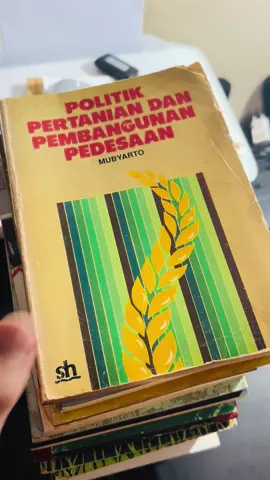 POLITIK
PERTANIAN DAN
PEMBANGUNAN
PEDESAAN
MUBYARTO
sh